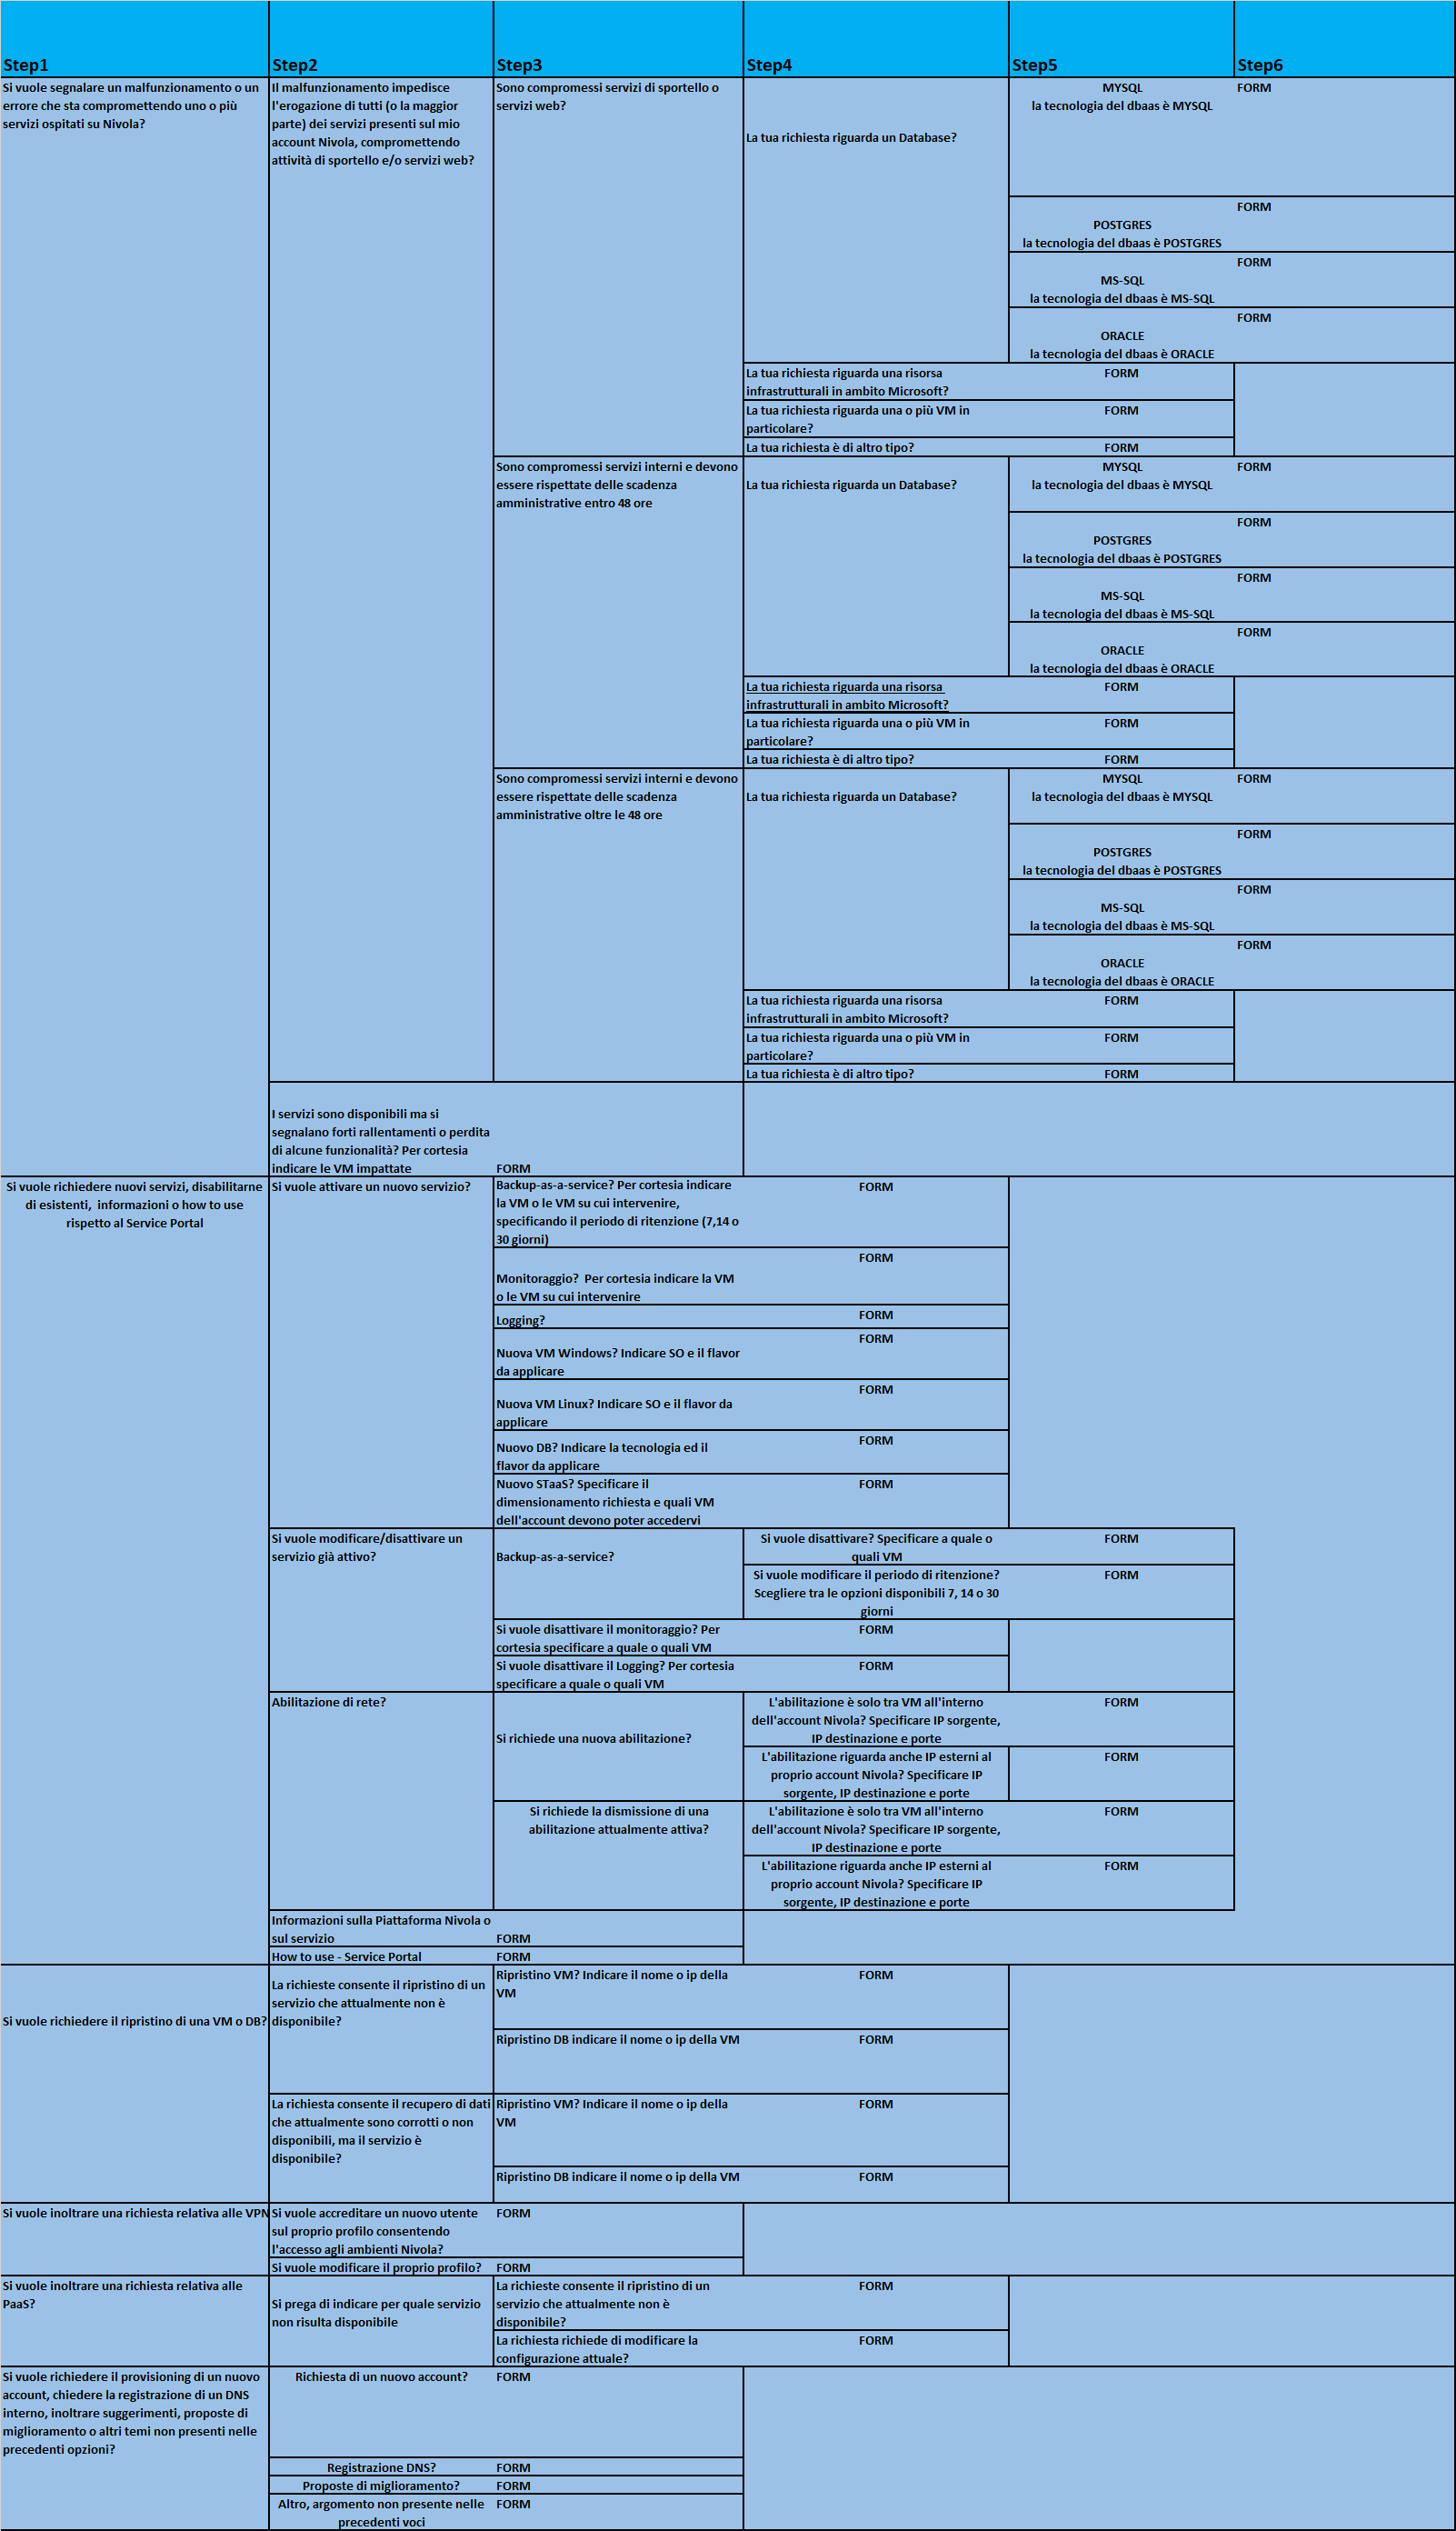 Step1
Step2
Step3
Step4
Step5
Step6
Si vuole segnalare un malfunzionamento o un
errore che sta compromettendo uno o più
servizi ospitati su Nivola?
Il malfunzionamento impedisce
l'erogazione di tutti (o la maggior
parte) dei servizi presenti sul mio
account Nivola, compromettendo
attività di sportello e/o servizi web?
Sono compromessi servizi di sportello o
servizi web?
La tua richiesta riguarda un Database?
MYSQL
la tecnologia del dbaas è MYSQL
FORM
POSTGRES
la tecnologia del dbaas è POSTGRES
FORM
MS-SQL
la tecnologia del dbaas è MS-SQL
FORM
ORACLE
la tecnologia del dbaas è ORACLE
FORM
La tua richiesta riguarda una risorsa
infrastrutturali in ambito Microsoft?
FORM
La tua richiesta riguarda una o più VM in
particolare?
FORM
La tua richiesta è di altro tipo?
FORM
Sono compromessi servizi interni e devono
essere rispettate delle scadenza
amministrative entro 48 ore
La tua richiesta riguarda un Database?
MYSQL
la tecnologia del dbaas è MYSQL
FORM
POSTGRES
la tecnologia del dbaas è POSTGRES
FORM
MS-SQL
la tecnologia del dbaas è MS-SQL
FORM
ORACLE
la tecnologia del dbaas è ORACLE
FORM
La tua richiesta riguarda una risorsa
infrastrutturali in ambito Microsoft?
FORM
La tua richiesta riguarda una o più VM in
particolare?
FORM
La tua richiesta è di altro tipo?
FORM
Sono compromessi servizi interni e devono
essere rispettate delle scadenza
amministrative oltre le 48 ore
La tua richiesta riguarda un Database?
MYSQL
la tecnologia del dbaas è MYSQL
FORM
POSTGRES
la tecnologia del dbaas è POSTGRES
FORM
MS-SQL
la tecnologia del dbaas è MS-SQL
FORM
ORACLE
la tecnologia del dbaas è ORACLE
FORM
La tua richiesta riguarda una risorsa
infrastrutturali in ambito Microsoft?
FORM
La tua richiesta riguarda una o più VM in
particolare?
FORM
La tua richiesta è di altro tipo?
FORM
I servizi sono disponibili ma si
segnalano forti rallentamenti o perdita
di alcune funzionalità? Per cortesia
indicare le VM impattate
FORM
Si vuole richiedere nuovi servizi, disabilitarne
di esistenti, informazioni o how to use
rispetto al Service Portal
Si vuole attivare un nuovo servizio?
Backup-as-a-service? Per cortesia indicare
la VM o le VM su cui intervenire,
specificando il periodo di ritenzione (7,14 o
30 giorni)
FORM
Monitoraggio? Per cortesia indicare la VM
o le VM su cui intervenire
FORM
Logging?
FORM
Nuova VM Windows? Indicare SO e il flavor
da applicare
FORM
Nuova VM Linux? Indicare SO e il flavor da
applicare
FORM
Nuovo DB? Indicare la tecnologia ed il
flavor da applicare
FORM
Nuovo STaaS? Specificare il
dimensionamento richiesta e quali VM
dell'account devono poter accedervi
FORM
Si vuole modificare/disattivare un
servizio già attivo?
Backup-as-a-service?
Si vuole disattivare? Specificare a quale o
quali VM
FORM
Si vuole modificare il periodo di ritenzione?
Scegliere tra le opzioni disponibili 7, 14 o 30
giorni
FORM
Si vuole disattivare il monitoraggio? Per
cortesia specificare a quale o quali VM
FORM
Si vuole disattivare il Logging? Per cortesia
specificare a quale o quali VM
FORM
Abilitazione di rete?
Si richiede una nuova abilitazione?
L'abilitazione è solo tra VM all'interno
dell'account Nivola? Specificare IP sorgente,
IP destinazione e porte
FORM
L'abilitazione riguarda anche IP esterni al
proprio account Nivola? Specificare IP
sorgente, IP destinazione e porte
FORM
Si richiede la dismissione di una
abilitazione attualmente attiva?
L'abilitazione è solo tra VM all'interno
dell'account Nivola? Specificare IP sorgente,
IP destinazione e porte
FORM
L'abilitazione riguarda anche IP esterni al
proprio account Nivola? Specificare IP
sorgente, IP destinazione e porte
FORM
Informazioni sulla Piattaforma Nivola o
sul servizio
FORM
How to use - Service Portal
FORM
Si vuole richiedere il ripristino di una VM o DB?
La richieste consente il ripristino di un
servizio che attualmente non è
disponibile?
Ripristino VM? Indicare il nome o ip della
VM
FORM
Ripristino DB indicare il nome o ip della VM
FORM
La richiesta consente il recupero di dati
che attualmente sono corrotti o non
disponibili, ma il servizio è
disponibile?
Ripristino VM? Indicare il nome o ip della
VM
FORM
Ripristino DB indicare il nome o ip della VM
FORM
Si vuole inoltrare una richiesta relativa alle VPN
Si vuole accreditare un nuovo utente
sul proprio profilo consentendo
l'accesso agli ambienti Nivola?
FORM
Si vuole modificare il proprio profilo?
FORM
Si vuole inoltrare una richiesta relativa alle
PaaS?
Si prega di indicare per quale servizio
non risulta disponibile
La richieste consente il ripristino di un
servizio che attualmente non è
disponibile?
FORM
La richiesta richiede di modificare la
configurazione attuale?
FORM
Si vuole richiedere il provisioning di un nuovo
account, chiedere la registrazione di un DNS
interno, inoltrare suggerimenti, proposte di
miglioramento o altri temi non presenti nelle
precedenti opzioni?
Richiesta di un nuovo account?
FORM
Registrazione DNS?
FORM
Proposte di miglioramento?
FORM
Altro, argomento non presente nelle
precedenti voci
FORM